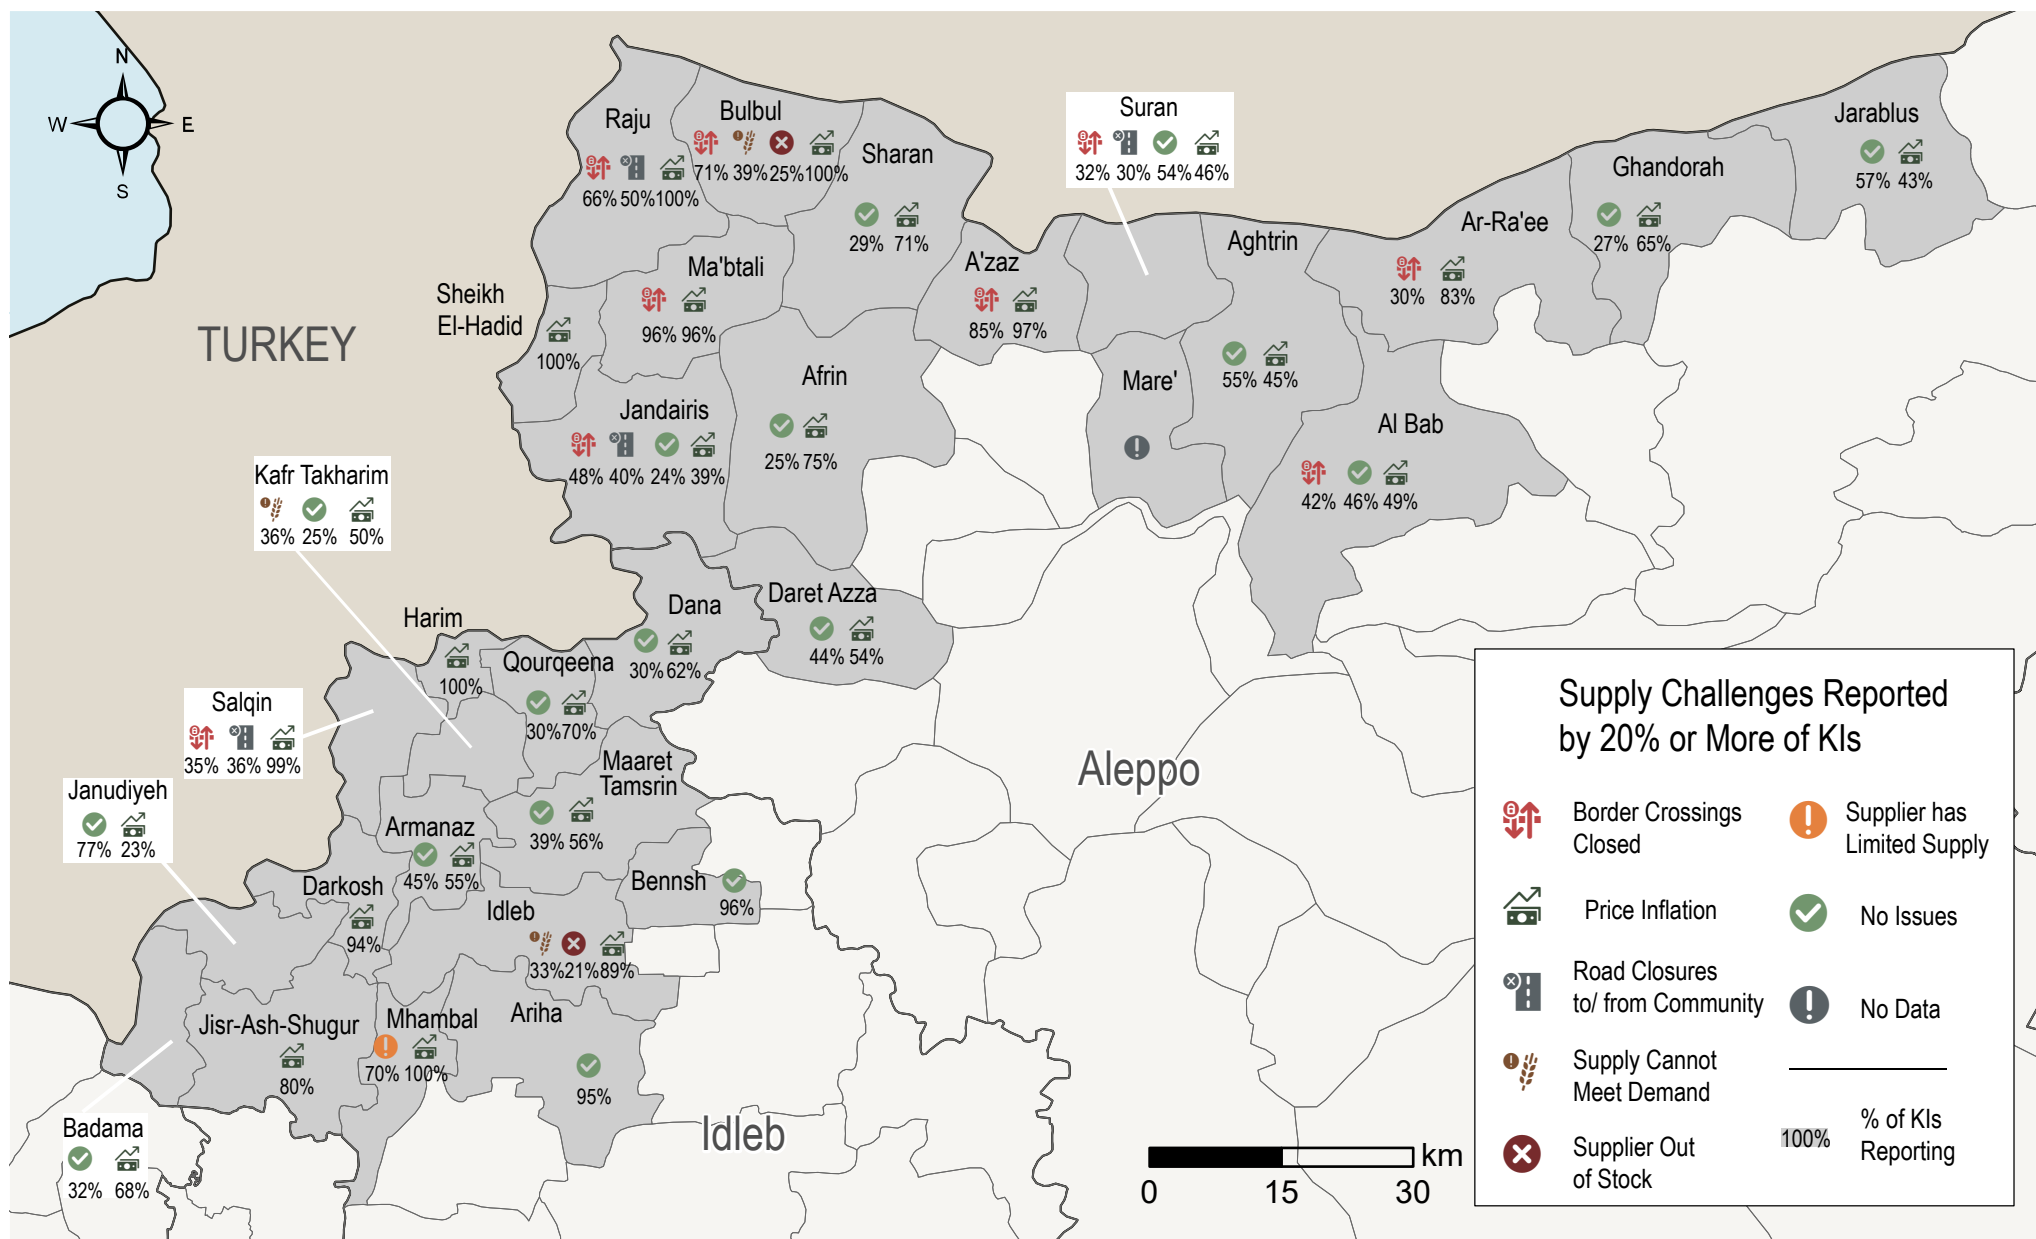 N
W
E
S
TURKEY
Raju
66% 50% 100%
Bulbul
71% 39% 25% 100%
Sharan
29% 71%
Suran
32% 30% 54% 46%
Jarablus
57% 43%
Ghandorah
27% 65%
Ar-Ra'ee
30% 83%
Aghtrin
55% 45%
A'zaz
85% 97%
Ma'btali
96% 96%
Sheikh
El-Hadid
100%
Afrin
25% 75%
Mare'
Jandairis
48% 40% 24% 39%
Al Bab
42% 46% 49%
Kafr Takharim
36% 25% 50%
Dana
30% 62%
Daret Azza
44% 54%
Harim
100%
Qourqeena
30% 70%
Salqin
35% 36% 99%
Maaret
Tamsrin
39% 56%
Janudiyeh
77% 23%
Armanaz
45% 55%
Darkosh
94%
Bennsh
96%
Idleb
33% 21% 89%
Jisr-Ash-Shugur
80%
Mhambal
70% 100%
Ariha
95%
Badama
32% 68%
Aleppo
Idleb
km
0 15 30
Supply Challenges Reported
by 20% or More of KIs
Border Crossings
Closed
Price Inflation
Road Closures
to/ from Community
Supply Cannot
Meet Demand
Supplier Out
of Stock
Supplier has
Limited Supply
No Issues
No Data
100%
% of KIs
Reporting